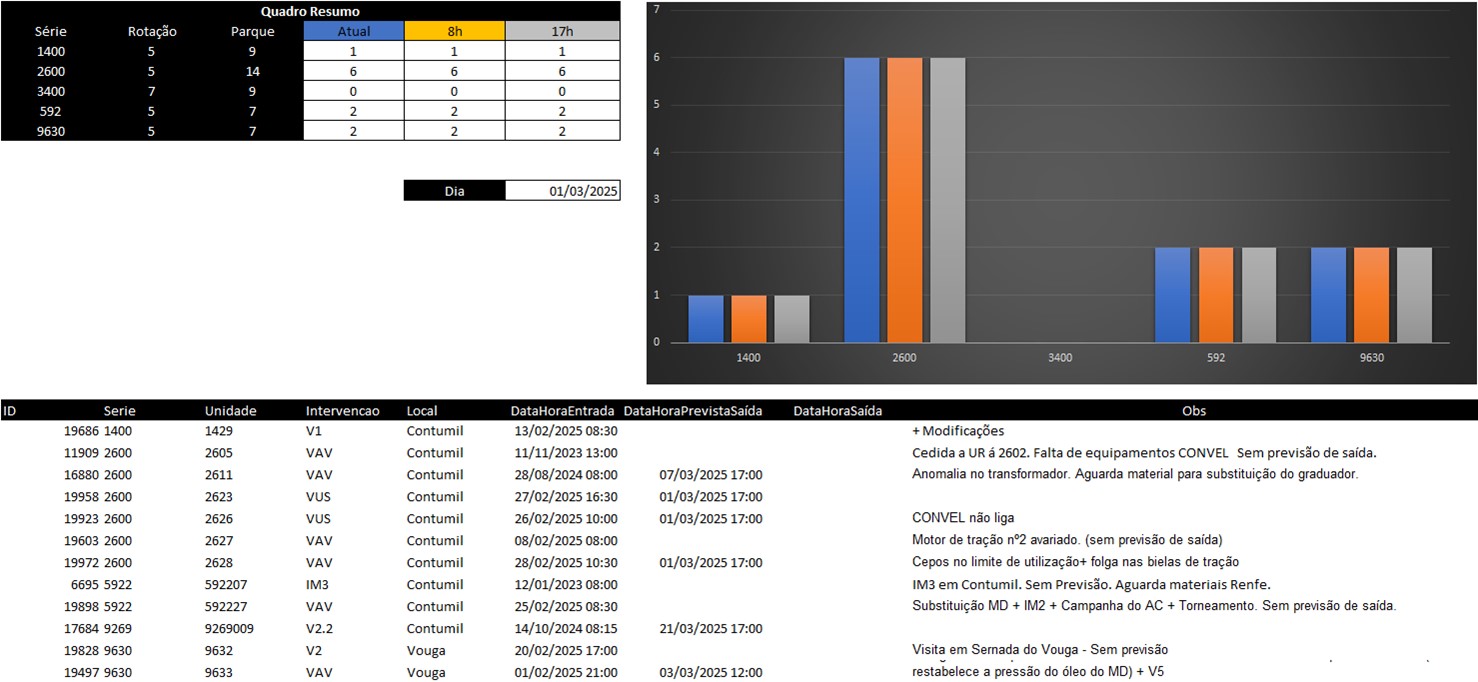 Quadro Resumo
Série Rotação Parque Atual 8h 17h
1400 5 9 1 1 1
2600 5 14 6 6 6
3400 7 9 0 0 0
592 5 7 2 2 2
9630 5 7 2 2 2
Dia 01/03/2025
7
6
5
4
3
2
1
0
1400 2600 3400 592 9630
ID Serie Unidade Intervencao Local DataHoraEntrada DataHoraPrevistaSaída DataHoraSaída Obs
19686 1400 1429 V1 Contumil 13/02/2025 08:30 + Modificações
11909 2600 2605 VAV Contumil 11/11/2023 13:00 Cedida a UR á 2602. Falta de equipamentos CONVEL Sem previsão de saída.
16880 2600 2611 VAV Contumil 28/08/2024 08:00 07/03/2025 17:00 Anomalia no transformador. Aguarda material para substituição do graduador.
19958 2600 2623 VUS Contumil 27/02/2025 16:30 01/03/2025 17:00
19923 2600 2626 VUS Contumil 26/02/2025 10:00 01/03/2025 17:00 CONVEL não liga
19603 2600 2627 VAV Contumil 08/02/2025 08:00 Motor de tração nº2 avariado. (sem previsão de saída)
19972 2600 2628 VAV Contumil 28/02/2025 10:30 01/03/2025 17:00 Cepos no limite de utilização+ folga nas bielas de tração
6695 5922 592207 IM3 Contumil 12/01/2023 08:00 IM3 em Contumil. Sem Previsão. Aguarda materiais Renfe.
19898 5922 592227 VAV Contumil 25/02/2025 08:30 Substituição MD + IM2 + Campanha do AC + Torneamento. Sem previsão de saída.
17684 9269 9269009 V2.2 Contumil 14/10/2024 08:15 21/03/2025 17:00
19828 9630 9632 V2 Vouga 20/02/2025 17:00 Visita em Sernada do Vouga - Sem previsão
19497 9630 9633 VAV Vouga 01/02/2025 21:00 03/03/2025 12:00 restabelece a pressão do óleo do MD) + V5